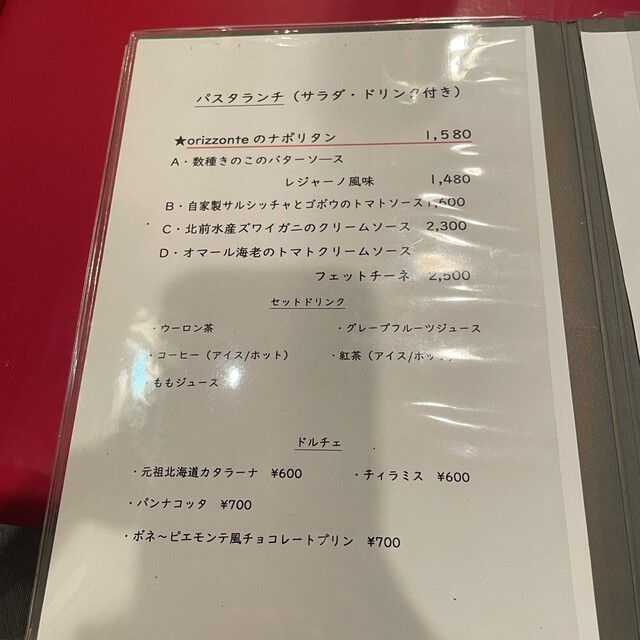 パスタランチ（サラダ・ドリンク付き）
★orizzonteのナポリタン 1,580
A・数種きのこのバターソース
レジャーノ風味 1,480
B・自家製サルシッチャとゴボウのトマトソース1,600
C・北前水産ズワイガニのクリームソース 2,300
D・オマール海老のトマトクリームソース
フェットチーネ 2,500
セットドリンク
・ウーロン茶 ・グレープフルーツジュース
・コーヒー（アイス/ホット） ・紅茶（アイス/ホット）
・ももジュース
ドルチェ
・元祖北海道カタラーナ ¥600 ・ティラミス ¥600
・パンナコッタ ¥700
・ボネ〜ピエモンテ風チョコレートプリン ¥700